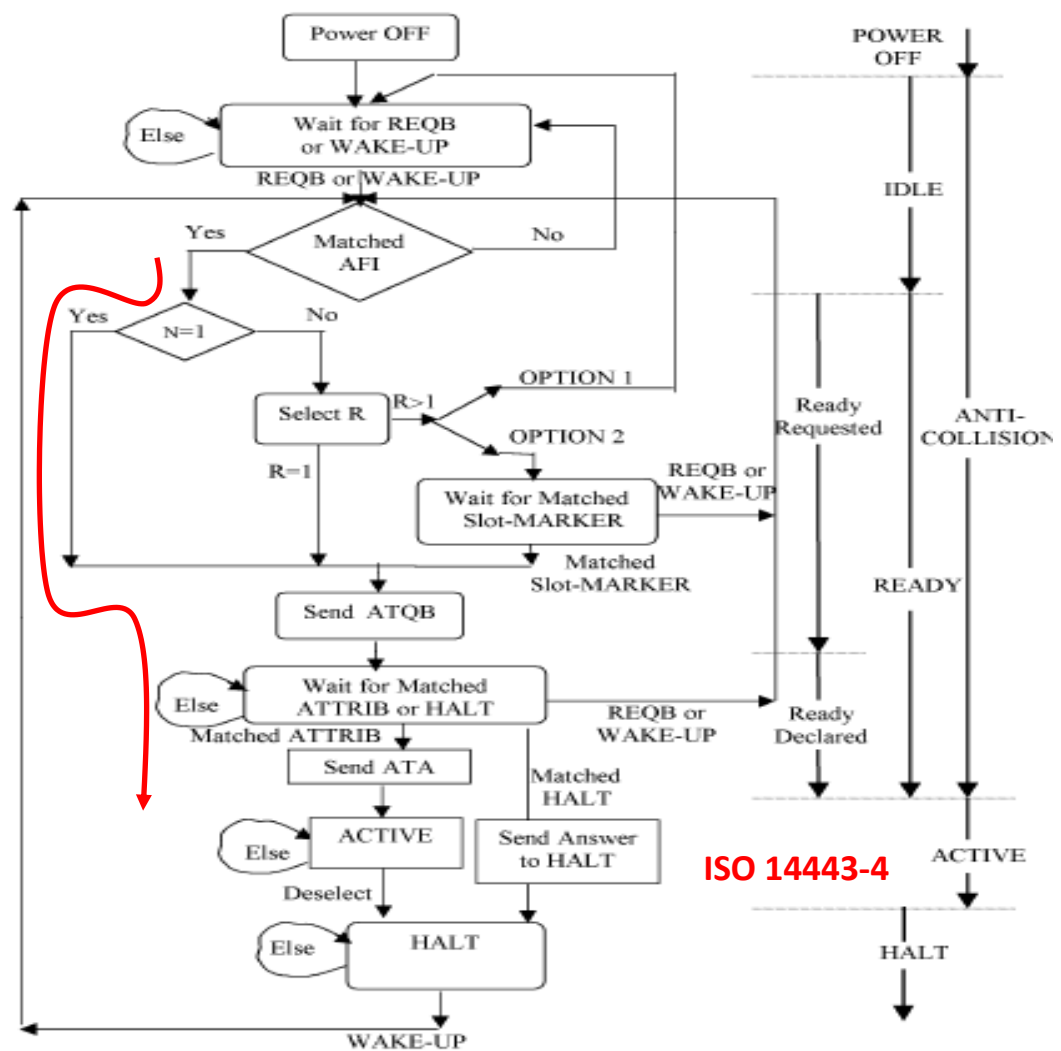 Power OFF
POWER
OFF
Wait for REQB
or WAKE-UP
Else
REQB or WAKE-UP
IDLE
Yes
Matched
AFI
No
Yes
N=1
No
OPTION 1
Select R
R>1
Ready
Requested
ANTI-
COLLISION
OPTION 2
R=1
REQB or
WAKE-UP
Wait for Matched
Slot-MARKER
Matched
Slot-MARKER
READY
Send ATQB
Wait for Matched
ATTRIB or HALT
Else
REQB or
WAKE-UP
Ready
Declared
Matched ATTRIB
Send ATA
Matched
HALT
ACTIVE
Else
Send Answer
to HALT
ISO 14443-4
ACTIVE
Deselect
HALT
Else
HALT
WAKE-UP